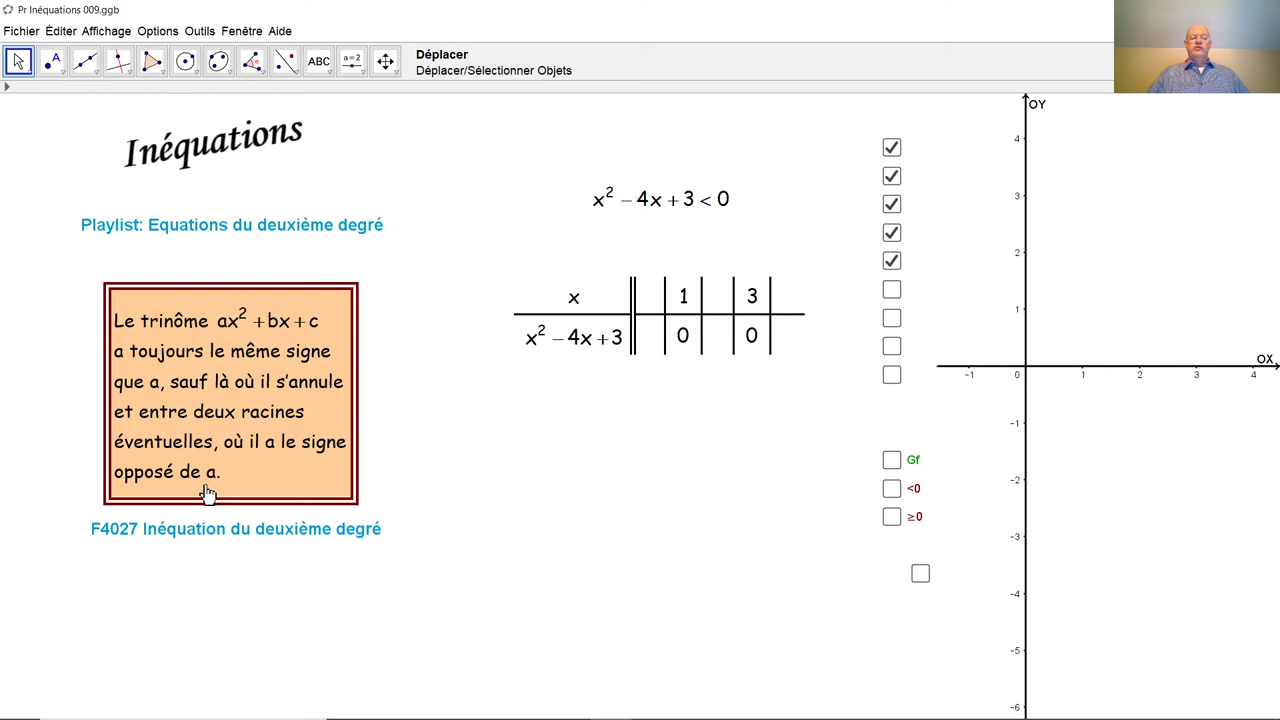 Pr Inéquations 009.ggb
Fichier Éditer Affichage Options Outils Fenêtre Aide
A
ABC
a=2
Déplacer
Déplacer/Sélectionner Objets
Inéquations
Playlist: Equations du deuxième degré
Le trinôme ax² + bx + c
a toujours le même signe
que a, sauf là où il s'annule
et entre deux racines
éventuelles, où il a le signe
opposé de a.
F4027 Inéquation du deuxième degré
x² − 4x + 3 < 0
x 1 3
x² − 4x + 3 0 0
Gf
<0
≥0
OY
4
3
2
1
OX
-1 0 1 2 3 4
-1
-2
-3
-4
-5
-6